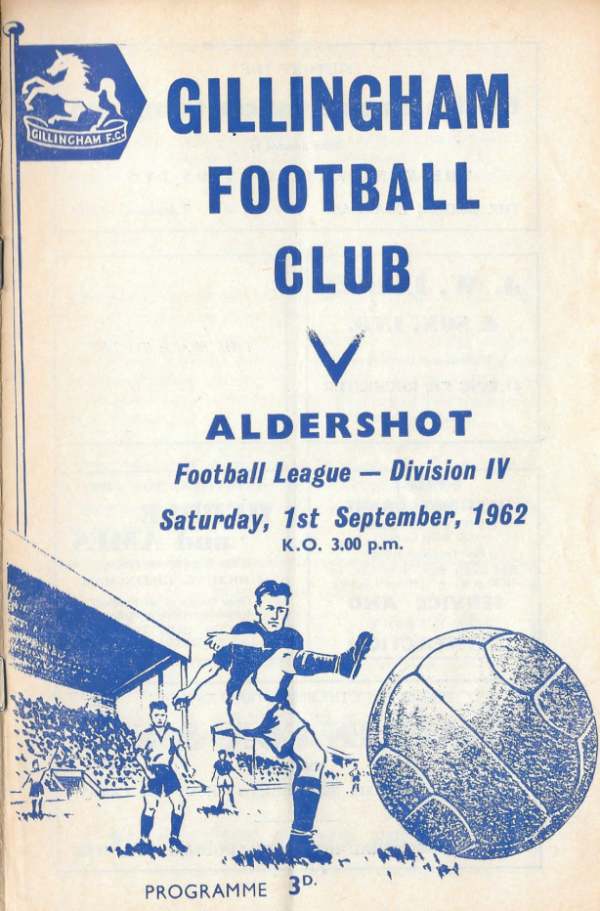 GILLINGHAM F.C.
GILLINGHAM
FOOTBALL
CLUB
V
ALDERSHOT
Football League — Division IV
Saturday, 1st September, 1962
K.O. 3.00 p.m.
PROGRAMME 3D.